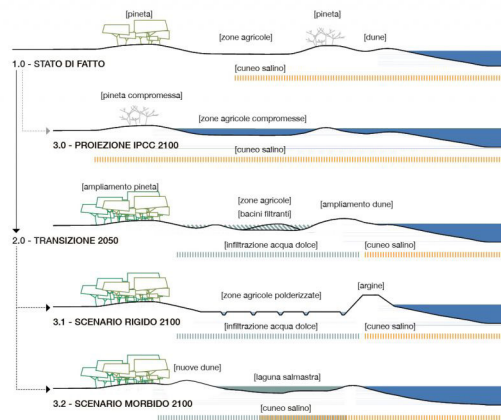 [pineta]
[pineta]
[zone agricole]
[dune]
1.0 - STATO DI FATTO
[cuneo salino]
[pineta compromessa]
[zone agricole compromesse]
3.0 - PROIEZIONE IPCC 2100
[cuneo salino]
[ampliamento pineta]
[zone agricole]
[bacini filtranti]
[ampliamento dune]
2.0 - TRANSIZIONE 2050
[infiltrazione acqua dolce]
[cuneo salino]
[zone agricole polderizzate]
[argine]
3.1 - SCENARIO RIGIDO 2100
[infiltrazione acqua dolce]
[cuneo salino]
[nuove dune]
[laguna salmastra]
3.2 - SCENARIO MORBIDO 2100
[cuneo salino]